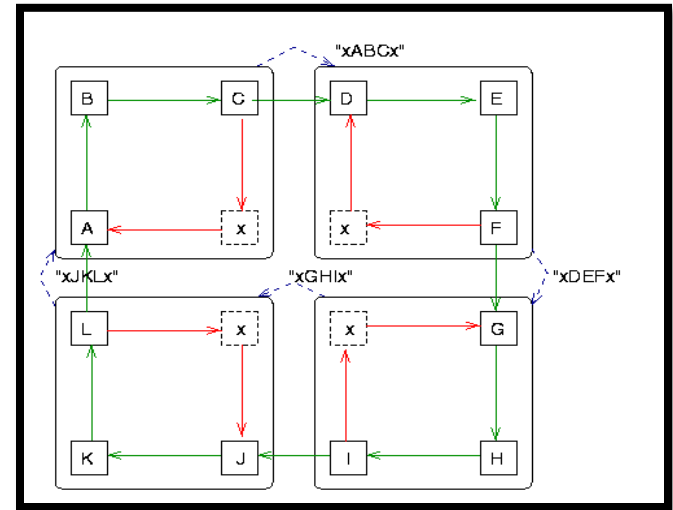 "xABCx"
B C D E
A x x F
"xJKLx" "xGHIx" "xDEFx"
L x x G
K J I H